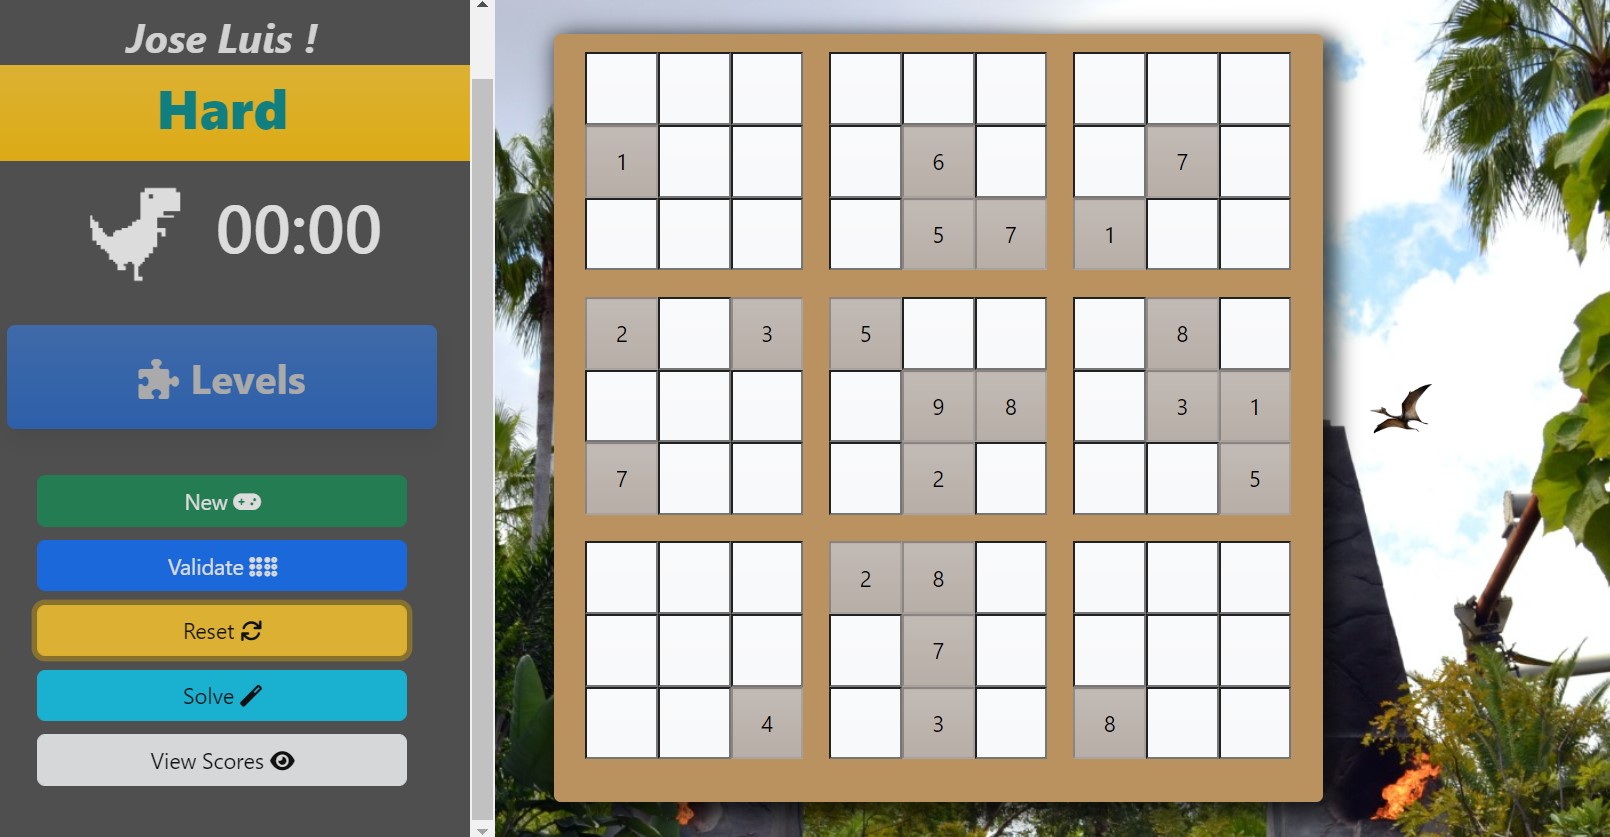 Jose Luis !
Hard
00:00
Levels
New
Validate
Reset
Solve
View Scores
1 6 7
5 7 1
2 3 5 8
9 8 3 1
7 2 5
2 8
7
4 3 8